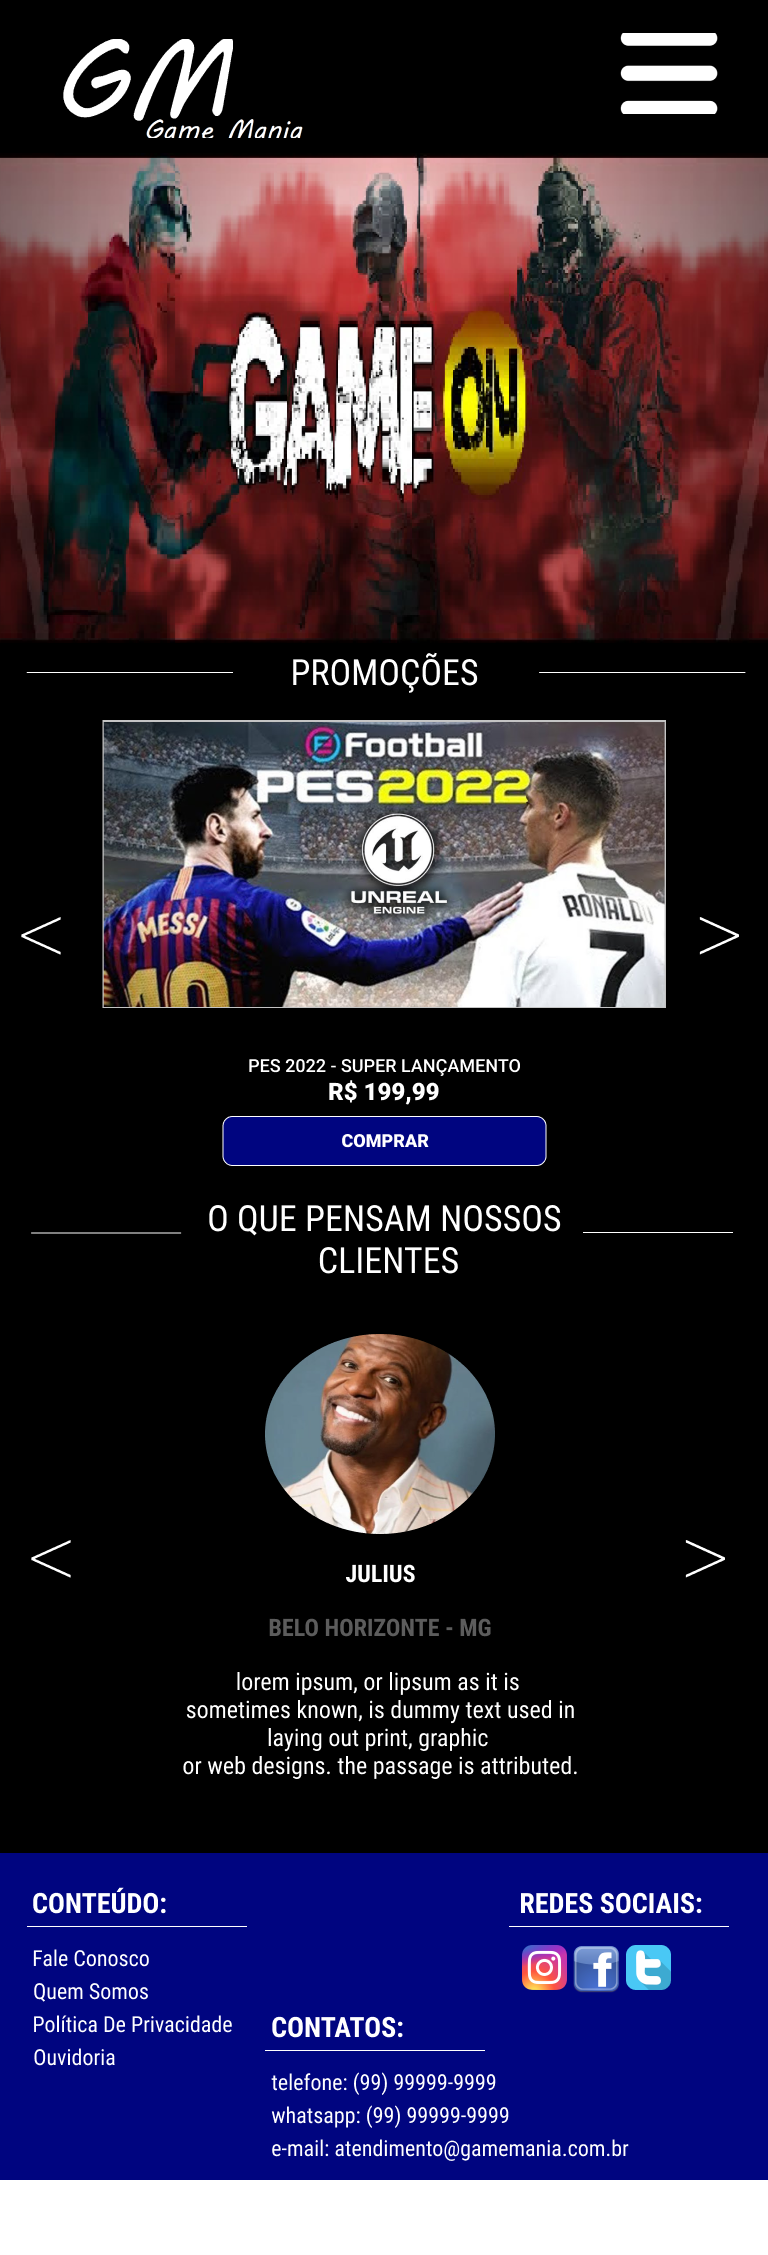 GM
Game Mania
GAME ON
PROMOÇÕES
Football
PES2022
UNREAL
ENGINE
MESSI
10
RONALDO
7
<
>
PES 2022 - SUPER LANÇAMENTO
R$ 199,99
COMPRAR
O QUE PENSAM NOSSOS
CLIENTES
<
>
JULIUS
BELO HORIZONTE - MG
lorem ipsum, or lipsum as it is
sometimes known, is dummy text used in
laying out print, graphic
or web designs. the passage is attributed.
CONTEÚDO:
Fale Conosco
Quem Somos
Política De Privacidade
Ouvidoria
REDES SOCIAIS:
CONTATOS:
telefone: (99) 99999-9999
whatsapp: (99) 99999-9999
e-mail: atendimento@gamemania.com.br